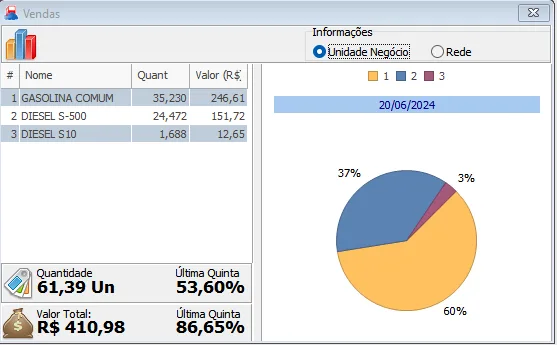 Vendas
Informações
Unidade Negócio Rede
# Nome Quant Valor (R$)
1 GASOLINA COMUM 35,230 246,61
2 DIESEL S-500 24,472 151,72
3 DIESEL S10 1,688 12,65
1 2 3
20/06/2024
37% 3%
60%
Quantidade Última Quinta
61,39 Un 53,60%
Valor Total: Última Quinta
R$ 410,98 86,65%